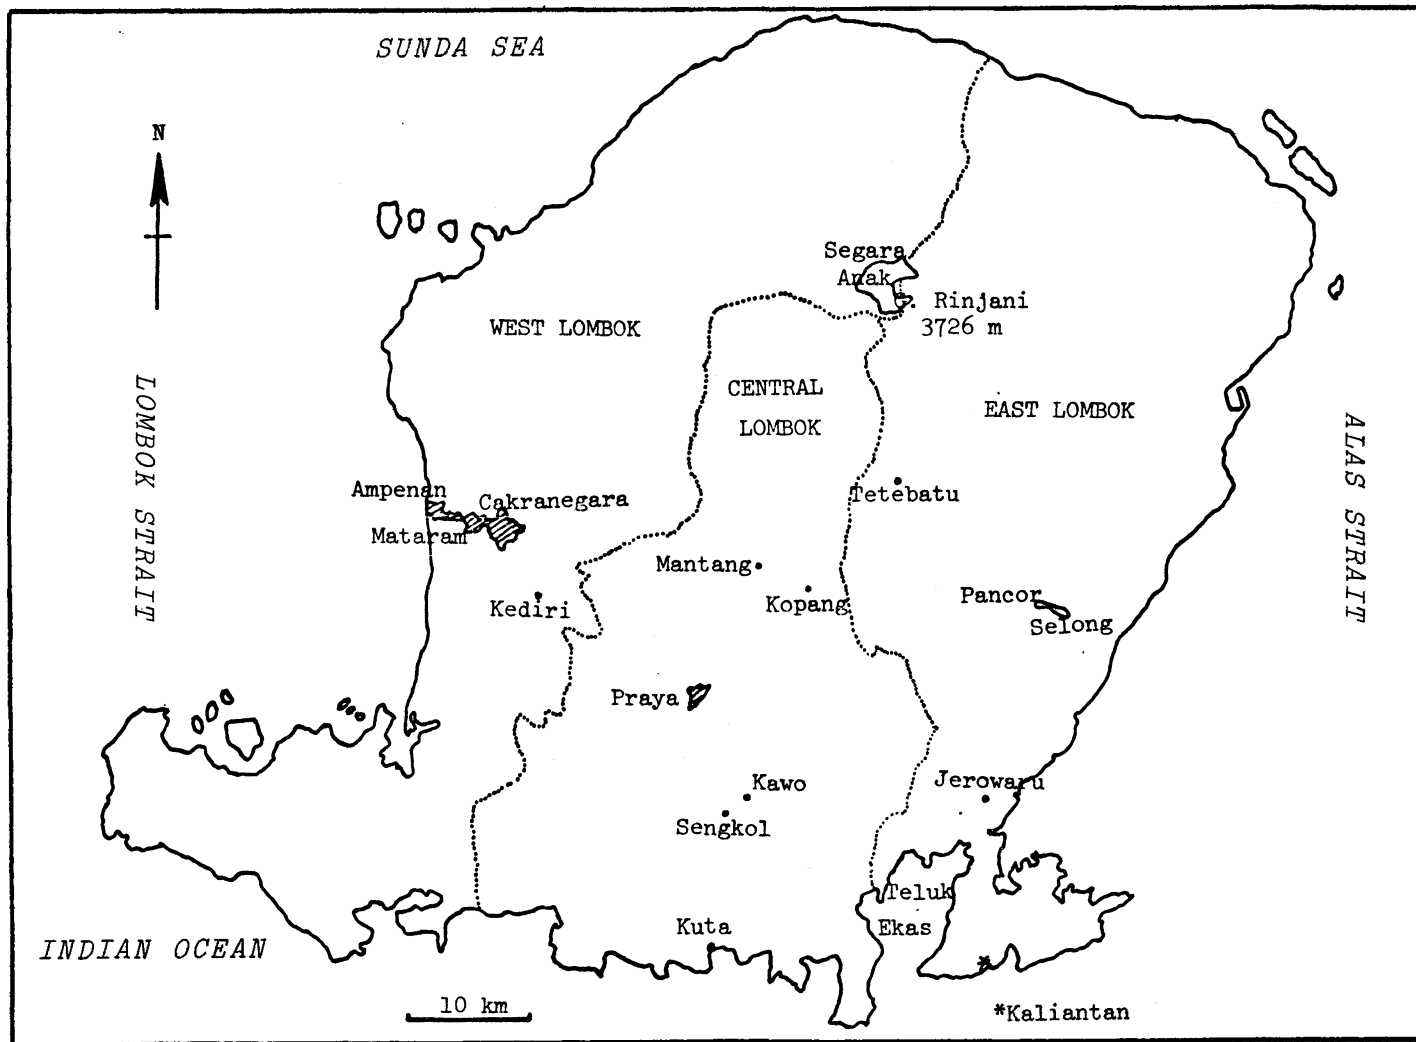 SUNDA SEA
N
Segara
Anak
Rinjani
3726 m
WEST LOMBOK
CENTRAL
LOMBOK
EAST LOMBOK
LOMBOK STRAIT
ALAS STRAIT
Ampenan
Cakranegara
Mataram
Tetebatu
Mantang
Kopang
Kediri
Pancor
Selong
Praya
Kawo
Sengkol
Jerowaru
Teluk
Ekas
Kuta
INDIAN OCEAN
10 km
*
*Kaliantan